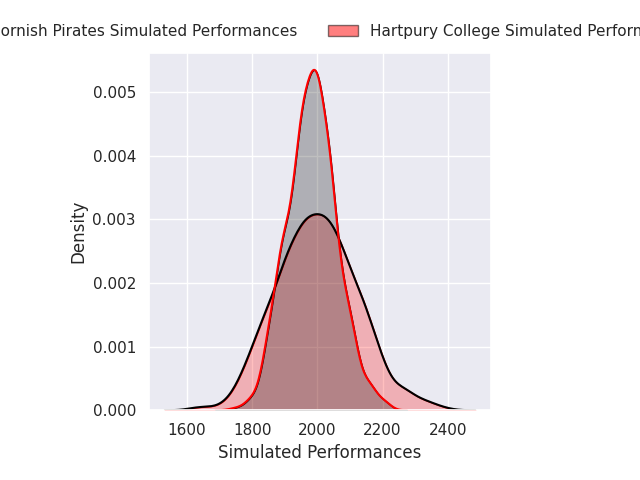 ornish Pirates Simulated Performances
Hartpury College Simulated Perforn
0.005
0.004
0.003
0.002
0.001
0.000
Density
1600 1800 2000 2200 2400
Simulated Performances